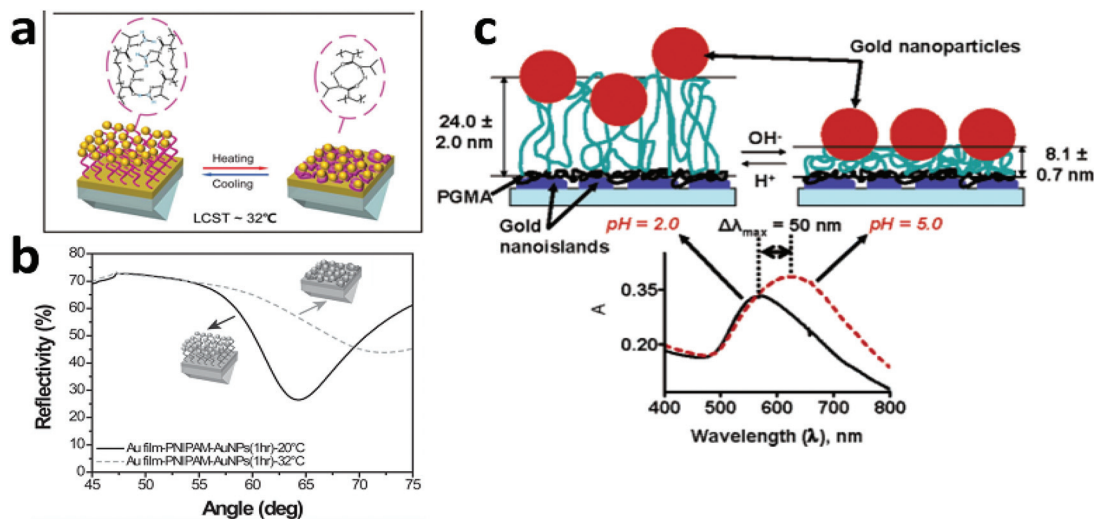 a
Heating
Cooling
LCST ~ 32℃
b
Reflectivity (%)
80
70
60
50
40
30
20
10
0
Au film-PNIPAM-AuNPs(1hr)-20°C
Au film-PNIPAM-AuNPs(1hr)-32°C
45 50 55 60 65 70 75
Angle (deg)
c
Gold nanoparticles
24.0 ±
2.0 nm
OH-
H+
8.1 ±
0.7 nm
PGMA
Gold
nanoislands
pH = 2.0
Δλmax = 50 nm
pH = 5.0
A
0.35
0.20
400 500 600 700 800
Wavelength (λ), nm